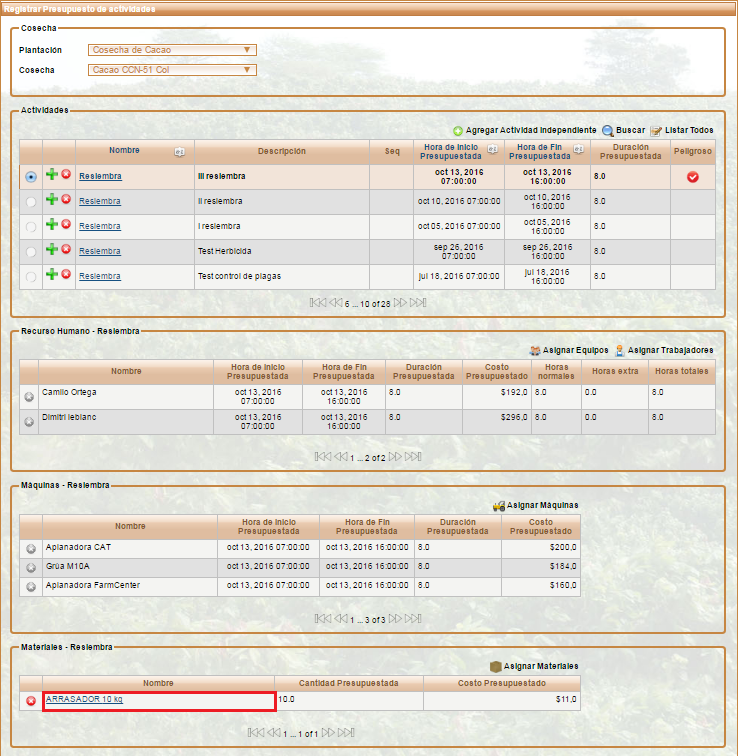 Registrar Presupuesto de actividades
Cosecha
Plantación Cosecha de Cacao
Cosecha Cacao CCN-51 Col
Actividades
Agregar Actividad Independiente Buscar Listar Todos
Nombre Descripción Seq Hora de Inicio Presupuestada Hora de Fin Presupuestada Duración Presupuestada Peligroso
Resiembra III resiembra oct 13, 2016 07:00:00 oct 13, 2016 16:00:00 8.0
Resiembra II resiembra oct 10, 2016 07:00:00 oct 10, 2016 16:00:00 8.0
Resiembra I resiembra oct 05, 2016 07:00:00 oct 05, 2016 16:00:00 8.0
Resiembra Test Herbicida sep 26, 2016 07:00:00 sep 26, 2016 16:00:00 8.0
Resiembra Test control de plagas jul 18, 2016 07:00:00 jul 18, 2016 16:00:00 8.0
6 ... 10 of 28
Recurso Humano - Resiembra
Asignar Equipos Asignar Trabajadores
Nombre Hora de Inicio Presupuestada Hora de Fin Presupuestada Duración Presupuestada Costo Presupuestado Horas normales Horas extra Horas totales
Camilo Ortega oct 13, 2016 07:00:00 oct 13, 2016 16:00:00 8.0 $192,0 8.0 0.0 8.0
Dimitri leblanc oct 13, 2016 07:00:00 oct 13, 2016 16:00:00 8.0 $296,0 8.0 0.0 8.0
1 ... 2 of 2
Máquinas - Resiembra
Asignar Máquinas
Nombre Hora de Inicio Presupuestada Hora de Fin Presupuestada Duración Presupuestada Costo Presupuestado
Aplanadora CAT oct 13, 2016 07:00:00 oct 13, 2016 16:00:00 8.0 $200,0
Grúa M10A oct 13, 2016 07:00:00 oct 13, 2016 16:00:00 8.0 $184,0
Aplanadora FarmCenter oct 13, 2016 07:00:00 oct 13, 2016 16:00:00 8.0 $160,0
1 ... 3 of 3
Materiales - Resiembra
Asignar Materiales
Nombre Cantidad Presupuestada Costo Presupuestado
ARRASADOR 10 kg 10.0 $11,0
1 ... 1 of 1